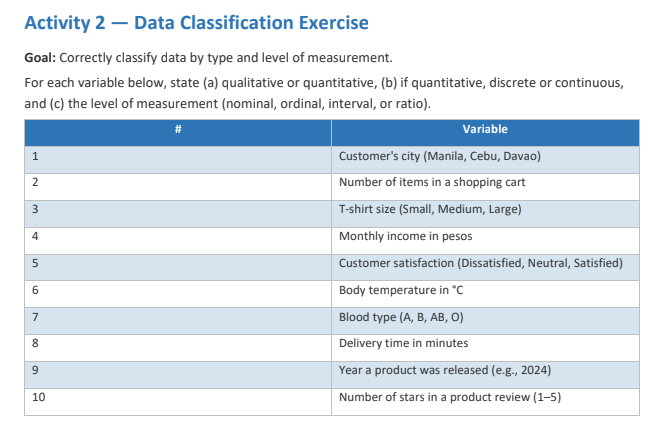 Activity 2 — Data Classification Exercise
Goal: Correctly classify data by type and level of measurement.
For each variable below, state (a) qualitative or quantitative, (b) if quantitative, discrete or continuous,
and (c) the level of measurement (nominal, ordinal, interval, or ratio).
# Variable
1 Customer's city (Manila, Cebu, Davao)
2 Number of items in a shopping cart
3 T-shirt size (Small, Medium, Large)
4 Monthly income in pesos
5 Customer satisfaction (Dissatisfied, Neutral, Satisfied)
6 Body temperature in °C
7 Blood type (A, B, AB, O)
8 Delivery time in minutes
9 Year a product was released (e.g., 2024)
10 Number of stars in a product review (1–5)